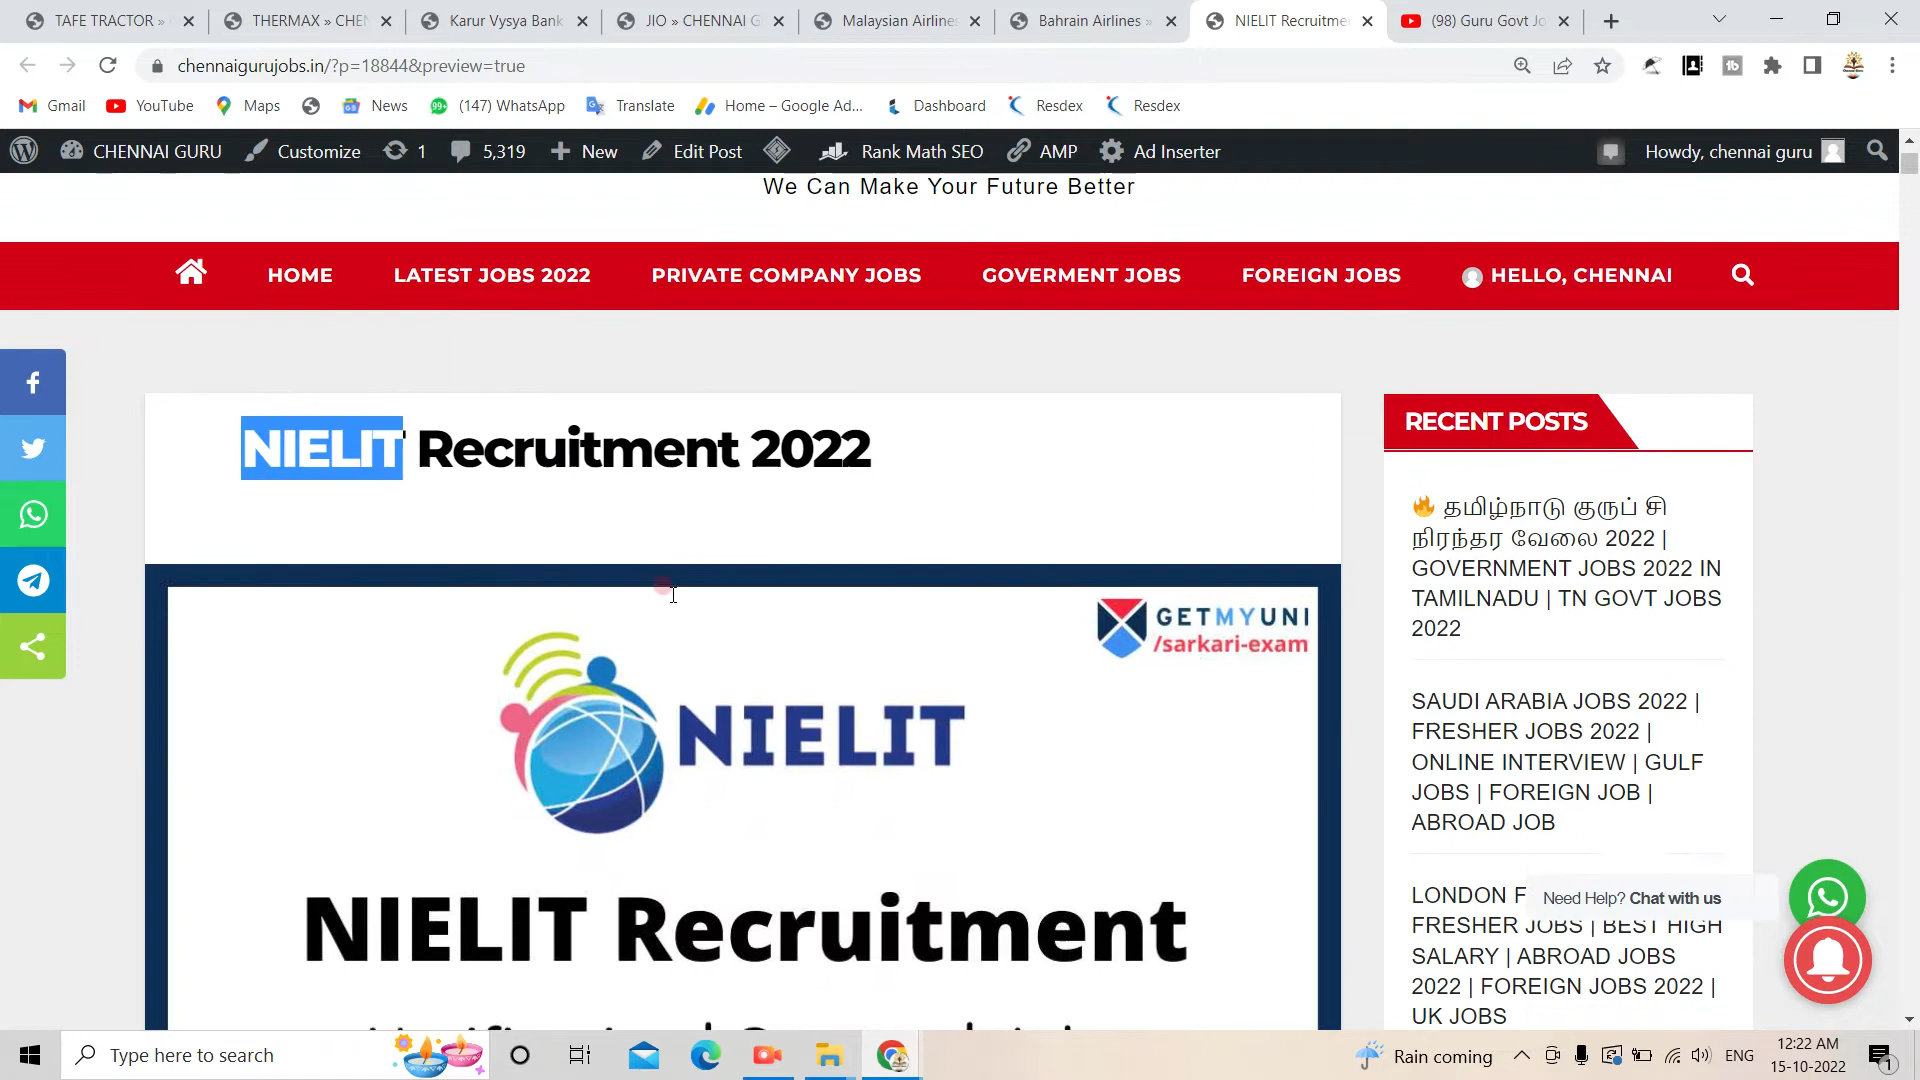 TAFE TRACTOR »
THERMAX » CHE
Karur Vysya Bank
JIO » CHENNAI G
Malaysian Airlines
Bahrain Airlines »
NIELIT Recruitme
(98) Guru Govt Jo
chennaigurujobs.in/?p=18844&preview=true
Gmail
YouTube
Maps
News
99+
(147) WhatsApp
Translate
Home – Google Ad...
Dashboard
Resdex
Resdex
CHENNAI GURU
Customize
1
5,319
New
Edit Post
Rank Math SEO
AMP
Ad Inserter
Howdy, chennai guru
We Can Make Your Future Better
HOME
LATEST JOBS 2022
PRIVATE COMPANY JOBS
GOVERMENT JOBS
FOREIGN JOBS
HELLO, CHENNAI
NIELIT Recruitment 2022
GETMYUNI
/sarkari-exam
NIELIT
NIELIT Recruitment
RECENT POSTS
தமிழ்நாடு குருப் சி
நிரந்தர வேலை 2022 |
GOVERNMENT JOBS 2022 IN
TAMILNADU | TN GOVT JOBS
2022
SAUDI ARABIA JOBS 2022 |
FRESHER JOBS 2022 |
ONLINE INTERVIEW | GULF
JOBS | FOREIGN JOB |
ABROAD JOB
LONDON
FRESHER JOBS | BEST HIGH
SALARY | ABROAD JOBS
2022 | FOREIGN JOBS 2022 |
UK JOBS
Need Help? Chat with us
Type here to search
Rain coming
ENG
12:22 AM
15-10-2022
1